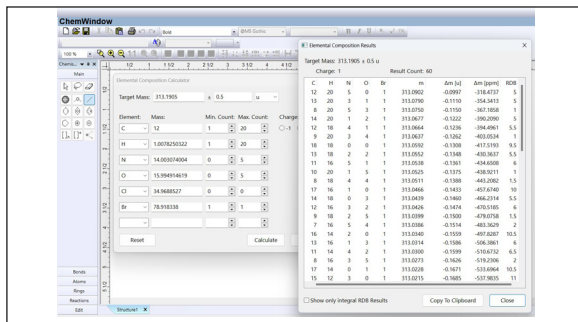 ChemWindow
Bold
@MS Gothic
100 %
Chemis...
Main
Bonds
Atoms
Rings
Reactions
Edit
Structure1 X
Elemental Composition Calculator
Target Mass: 313.1905 ± 0.5 u
Element: Mass: Min. Count: Max. Count: Charge
C 12 1 20 -1
H 1.0078250322 1 20
N 14.003074004 0 5
O 15.994914619 0 5
Cl 34.9688527 0 0
Br 78.918338 1 1
Reset Calculate
Elemental Composition Results
Target Mass: 313.1905 ± 0.5 u
Charge: 1 Result Count: 60
C H N O Br m Δm [u] Δm [ppm] RDB
12 20 5 0 1 313.0902 -0.0997 -318.4737 5
13 20 3 1 1 313.0790 -0.1110 -354.3413 5
8 20 5 3 1 313.0750 -0.1150 -367.1858 1
14 20 1 2 1 313.0677 -0.1222 -390.2090 5
12 18 4 1 1 313.0664 -0.1236 -394.4961 5.5
9 20 3 4 1 313.0637 -0.1262 -403.0534 1
18 18 0 0 1 313.0592 -0.1308 -417.5193 9.5
13 18 2 2 1 313.0552 -0.1348 -430.3637 5.5
11 16 5 1 1 313.0538 -0.1361 -434.6508 6
10 20 1 5 1 313.0525 -0.1375 -438.9211 1
8 18 4 4 1 313.0511 -0.1388 -443.2082 1.5
17 16 1 0 1 313.0466 -0.1433 -457.6740 10
14 18 0 3 1 313.0439 -0.1460 -466.2314 5.5
12 16 3 2 1 313.0426 -0.1474 -470.5185 6
9 18 2 5 1 313.0399 -0.1500 -479.0758 1.5
7 16 5 4 1 313.0386 -0.1514 -483.3629 2
16 14 2 0 1 313.0340 -0.1559 -497.8287 10.5
13 16 1 3 1 313.0314 -0.1586 -506.3861 6
11 14 4 2 1 313.0300 -0.1599 -510.6732 6.5
8 16 3 5 1 313.0273 -0.1626 -519.2306 2
17 14 0 1 1 313.0228 -0.1671 -533.6964 10.5
15 12 3 0 1 313.0215 -0.1685 -537.9835 11
Show only integral RDB Results Copy To Clipboard Close